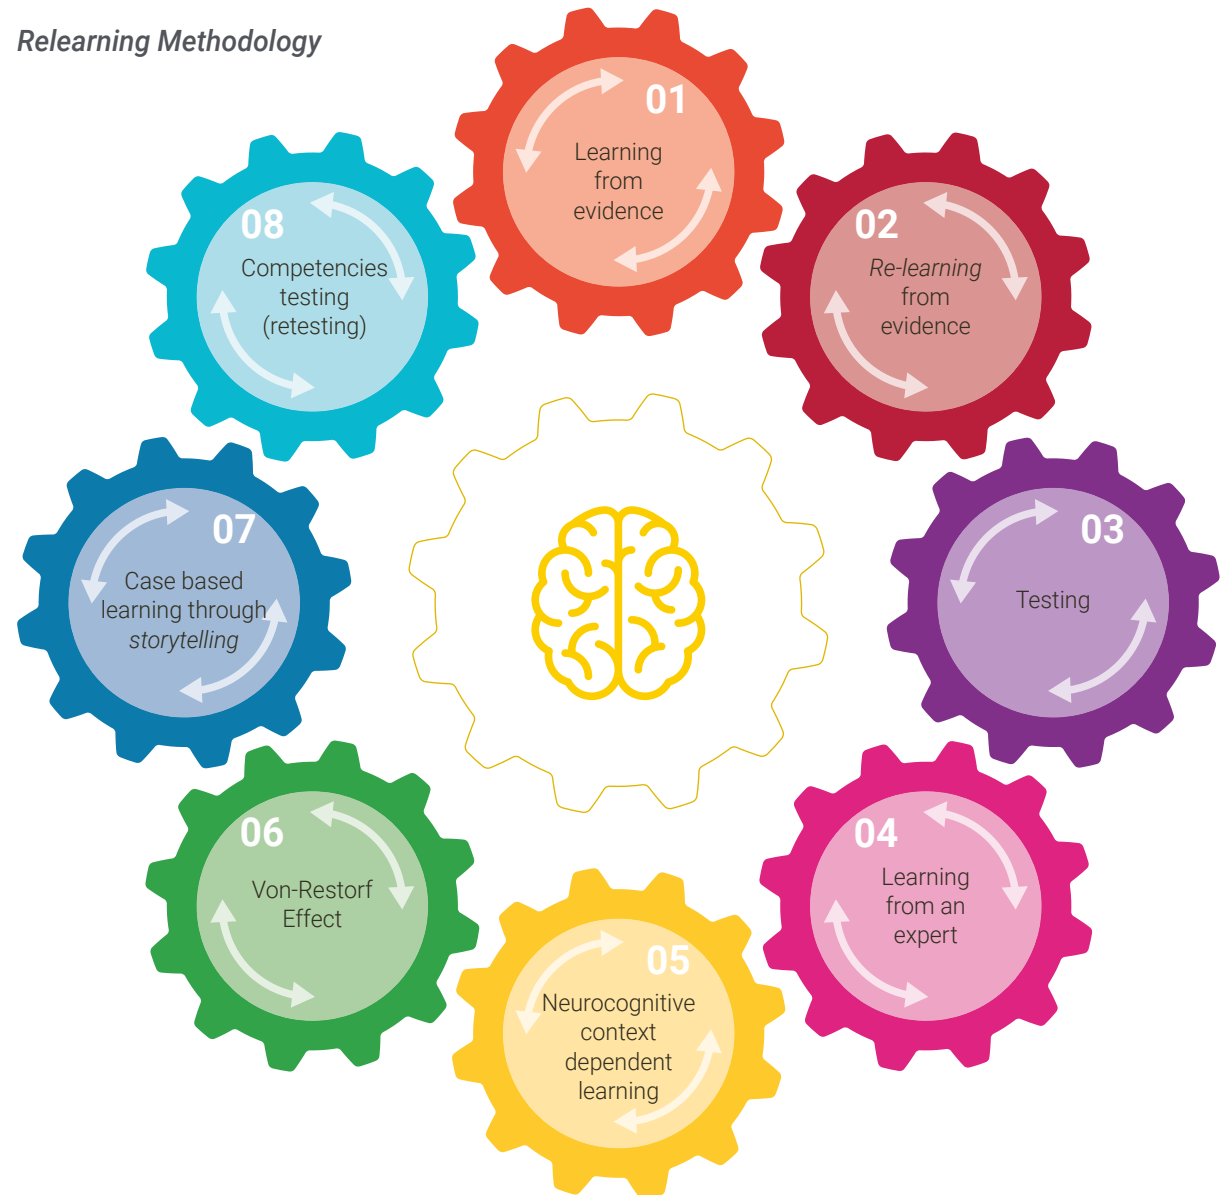 Relearning Methodology
01
Learning
from
evidence
02
Re-learning
from
evidence
03
Testing
04
Learning
from an
expert
05
Neurocognitive
context
dependent
learning
06
Von-Restorf
Effect
07
Case based
learning through
storytelling
08
Competencies
testing
(retesting)